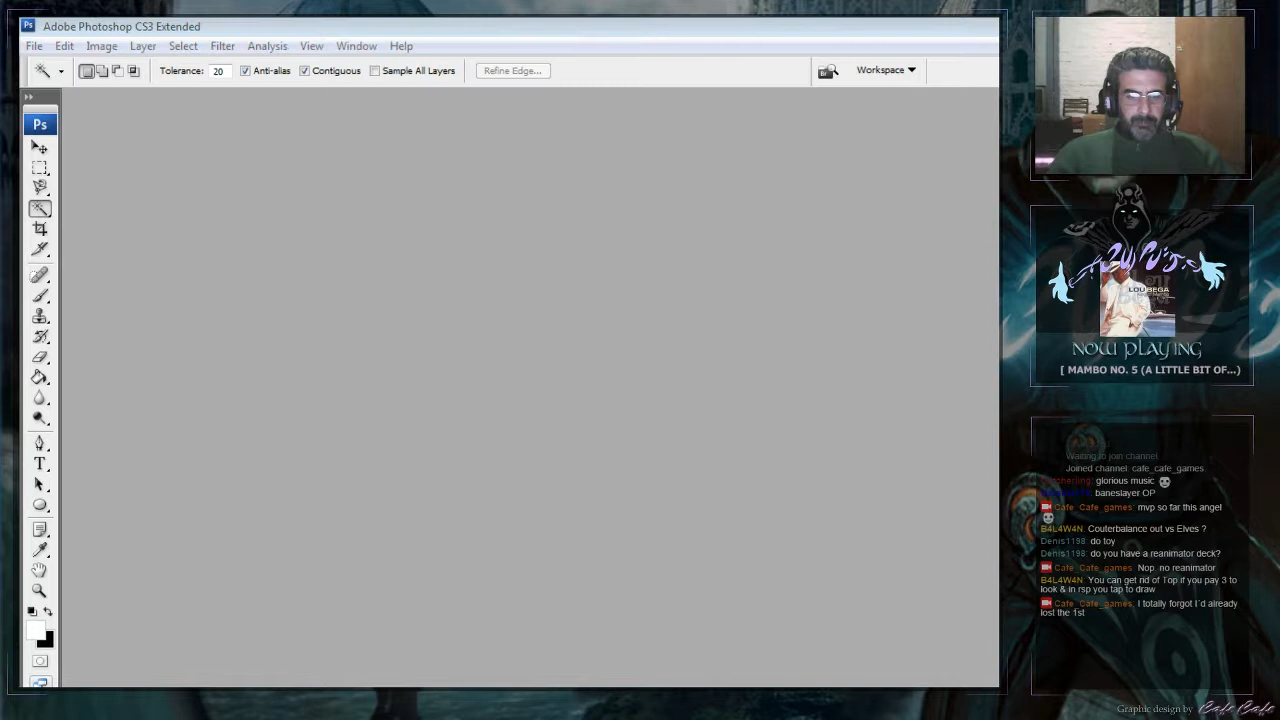 Ps Adobe Photoshop CS3 Extended
File Edit Image Layer Select Filter Analysis View Window Help
Tolerance: 20 Anti-alias Contiguous Sample All Layers Refine Edge... Br Workspace
Ps
T
LOU BEGA
NOW PLAYING
[ MAMBO NO. 5 (A LITTLE BIT OF...)
Waiting to join channel
Joined channel: cafe_cafe_games
glorious music
baneslayer OP
Cafe_Cafe_games: mvp so far this angel
B4L4W4N: Couterbalance out vs Elves ?
Denis1198: do toy
Denis1198: do you have a reanimator deck?
Cafe_Cafe_games: Nop. no reanimator
B4L4W4N: You can get rid of Top if you pay 3 to
look & in rsp you tap to draw
Cafe_Cafe_games: I totally forgot I´d already
lost the 1st
Graphic design by Cafe Cafe